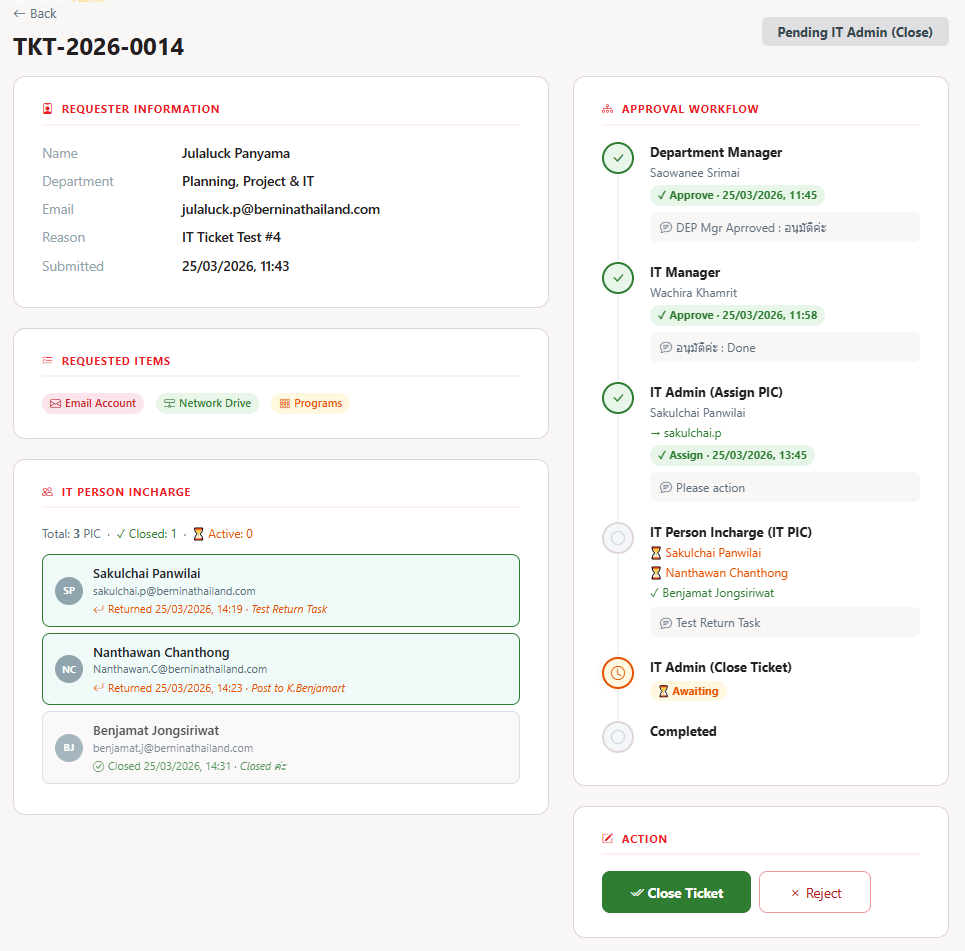 ← Back
TKT-2026-0014
Pending IT Admin (Close)
REQUESTER INFORMATION
Name Julaluck Panyama
Department Planning, Project & IT
Email julaluck.p@berninathailand.com
Reason IT Ticket Test #4
Submitted 25/03/2026, 11:43
REQUESTED ITEMS
Email Account Network Drive Programs
IT PERSON INCHARGE
Total: 3 PIC · ✓ Closed: 1 · ⏳ Active: 0
SP
Sakulchai Panwilai
sakulchai.p@berninathailand.com
↩ Returned 25/03/2026, 14:19 · Test Return Task
NC
Nanthawan Chanthong
Nanthawan.C@berninathailand.com
↩ Returned 25/03/2026, 14:23 · Post to K.Benjamart
BJ
Benjamat Jongsiriwat
benjamat.j@berninathailand.com
Closed 25/03/2026, 14:31 · Closed ค่ะ
APPROVAL WORKFLOW
Department Manager
Saowanee Srimai
✓ Approve · 25/03/2026, 11:45
DEP Mgr Aprroved : อนุมัติค่ะ
IT Manager
Wachira Khamrit
✓ Approve · 25/03/2026, 11:58
อนุมัติค่ะ : Done
IT Admin (Assign PIC)
Sakulchai Panwilai
→ sakulchai.p
✓ Assign · 25/03/2026, 13:45
Please action
IT Person Incharge (IT PIC)
⏳ Sakulchai Panwilai
⏳ Nanthawan Chanthong
✓ Benjamat Jongsiriwat
Test Return Task
IT Admin (Close Ticket)
⏳ Awaiting
Completed
ACTION
Close Ticket
× Reject